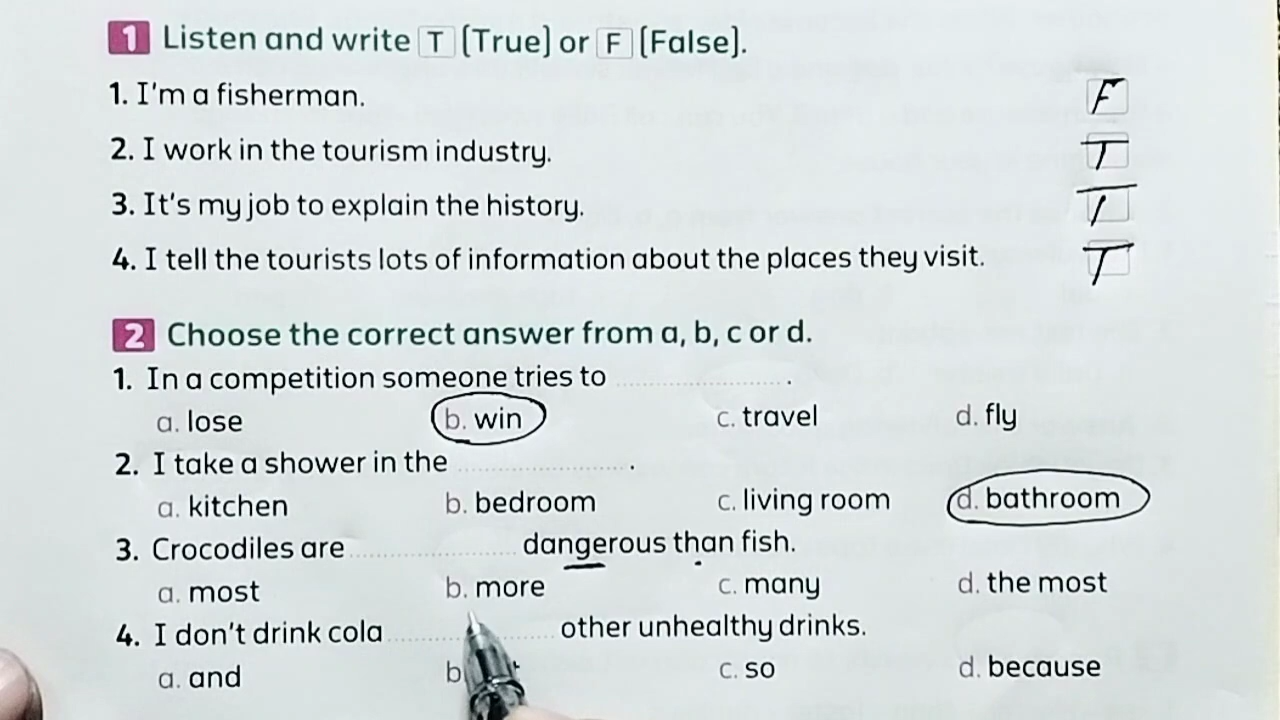 1 Listen and write T (True) or F (False).
1. I'm a fisherman. F
2. I work in the tourism industry. T
3. It's my job to explain the history. T
4. I tell the tourists lots of information about the places they visit. T
2 Choose the correct answer from a, b, c or d.
1. In a competition someone tries to .................... .
a. lose b. win c. travel d. fly
2. I take a shower in the .................... .
a. kitchen b. bedroom c. living room d. bathroom
3. Crocodiles are .................... dangerous than fish.
a. most b. more c. many d. the most
4. I don't drink cola .................... other unhealthy drinks.
a. and b. c. so d. because